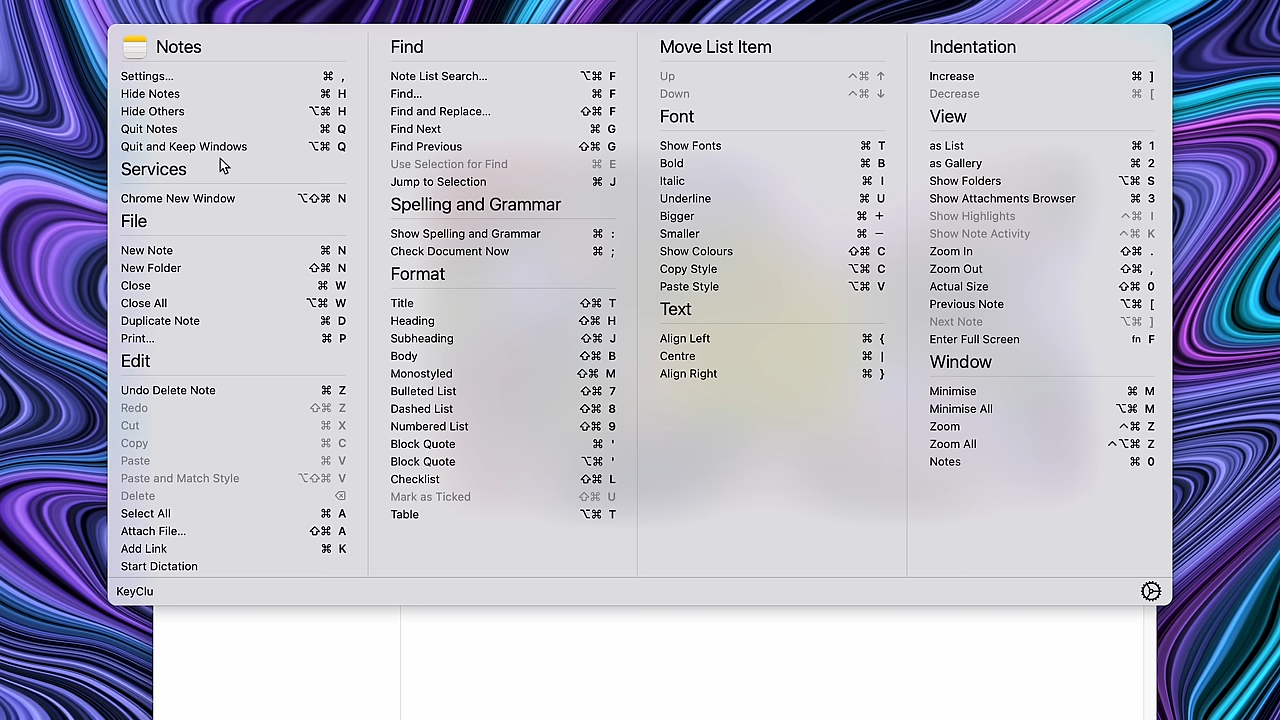 Notes
Settings... ⌘ ,
Hide Notes ⌘ H
Hide Others ⌥⌘ H
Quit Notes ⌘ Q
Quit and Keep Windows ⌥⌘ Q
Services
Chrome New Window ⌥⇧⌘ N
File
New Note ⌘ N
New Folder ⇧⌘ N
Close ⌘ W
Close All ⌥⌘ W
Duplicate Note ⌘ D
Print... ⌘ P
Edit
Undo Delete Note ⌘ Z
Redo ⇧⌘ Z
Cut ⌘ X
Copy ⌘ C
Paste ⌘ V
Paste and Match Style ⌥⇧⌘ V
Delete ⌫
Select All ⌘ A
Attach File... ⇧⌘ A
Add Link ⌘ K
Start Dictation
Find
Note List Search... ⌥⌘ F
Find... ⌘ F
Find and Replace... ⇧⌘ F
Find Next ⌘ G
Find Previous ⇧⌘ G
Use Selection for Find ⌘ E
Jump to Selection ⌘ J
Spelling and Grammar
Show Spelling and Grammar ⌘ :
Check Document Now ⌘ ;
Format
Title ⇧⌘ T
Heading ⇧⌘ H
Subheading ⇧⌘ J
Body ⇧⌘ B
Monostyled ⇧⌘ M
Bulleted List ⇧⌘ 7
Dashed List ⇧⌘ 8
Numbered List ⇧⌘ 9
Block Quote ⌘ '
Block Quote ⌥⌘ '
Checklist ⇧⌘ L
Mark as Ticked ⇧⌘ U
Table ⌥⌘ T
Move List Item
Up ^⌘ ↑
Down ^⌘ ↓
Font
Show Fonts ⌘ T
Bold ⌘ B
Italic ⌘ I
Underline ⌘ U
Bigger ⌘ +
Smaller ⌘ −
Show Colours ⇧⌘ C
Copy Style ⌥⌘ C
Paste Style ⌥⌘ V
Text
Align Left ⌘ {
Centre ⌘ |
Align Right ⌘ }
Indentation
Increase ⌘ ]
Decrease ⌘ [
View
as List ⌘ 1
as Gallery ⌘ 2
Show Folders ⌥⌘ S
Show Attachments Browser ⌘ 3
Show Highlights ^⌘ I
Show Note Activity ^⌘ K
Zoom In ⇧⌘ .
Zoom Out ⇧⌘ ,
Actual Size ⇧⌘ 0
Previous Note ⌥⌘ [
Next Note ⌥⌘ ]
Enter Full Screen fn F
Window
Minimise ⌘ M
Minimise All ⌥⌘ M
Zoom ^⌘ Z
Zoom All ^⌥⌘ Z
Notes ⌘ 0
KeyClu